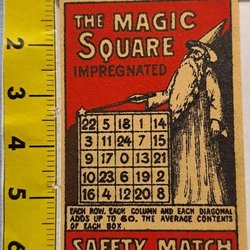 THE MAGIC
SQUARE
IMPREGNATED
22 5 18 1 14
3 11 24 7 15
9 17 0 13 21
10 23 6 19 2
16 4 12 20 8
EACH ROW, EACH COLUMN AND EACH DIAGONAL
ADDS UP TO 60. THE AVERAGE CONTENTS
OF EACH BOX.
SAFETY MATCH
2
3
4
5
6